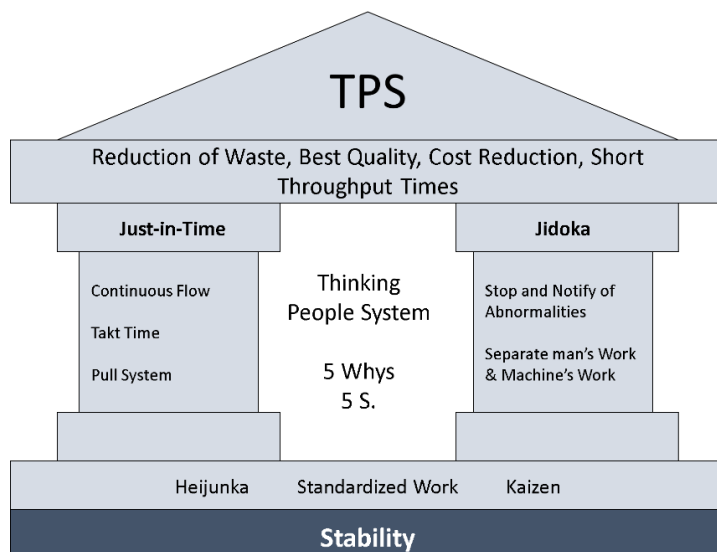 TPS
Reduction of Waste, Best Quality, Cost Reduction, Short
Throughput Times
Just-in-Time
Continuous Flow
Takt Time
Pull System
Thinking
People System
5 Whys
5 S.
Jidoka
Stop and Notify of
Abnormalities
Separate man's Work
& Machine's Work
Heijunka Standardized Work Kaizen
Stability